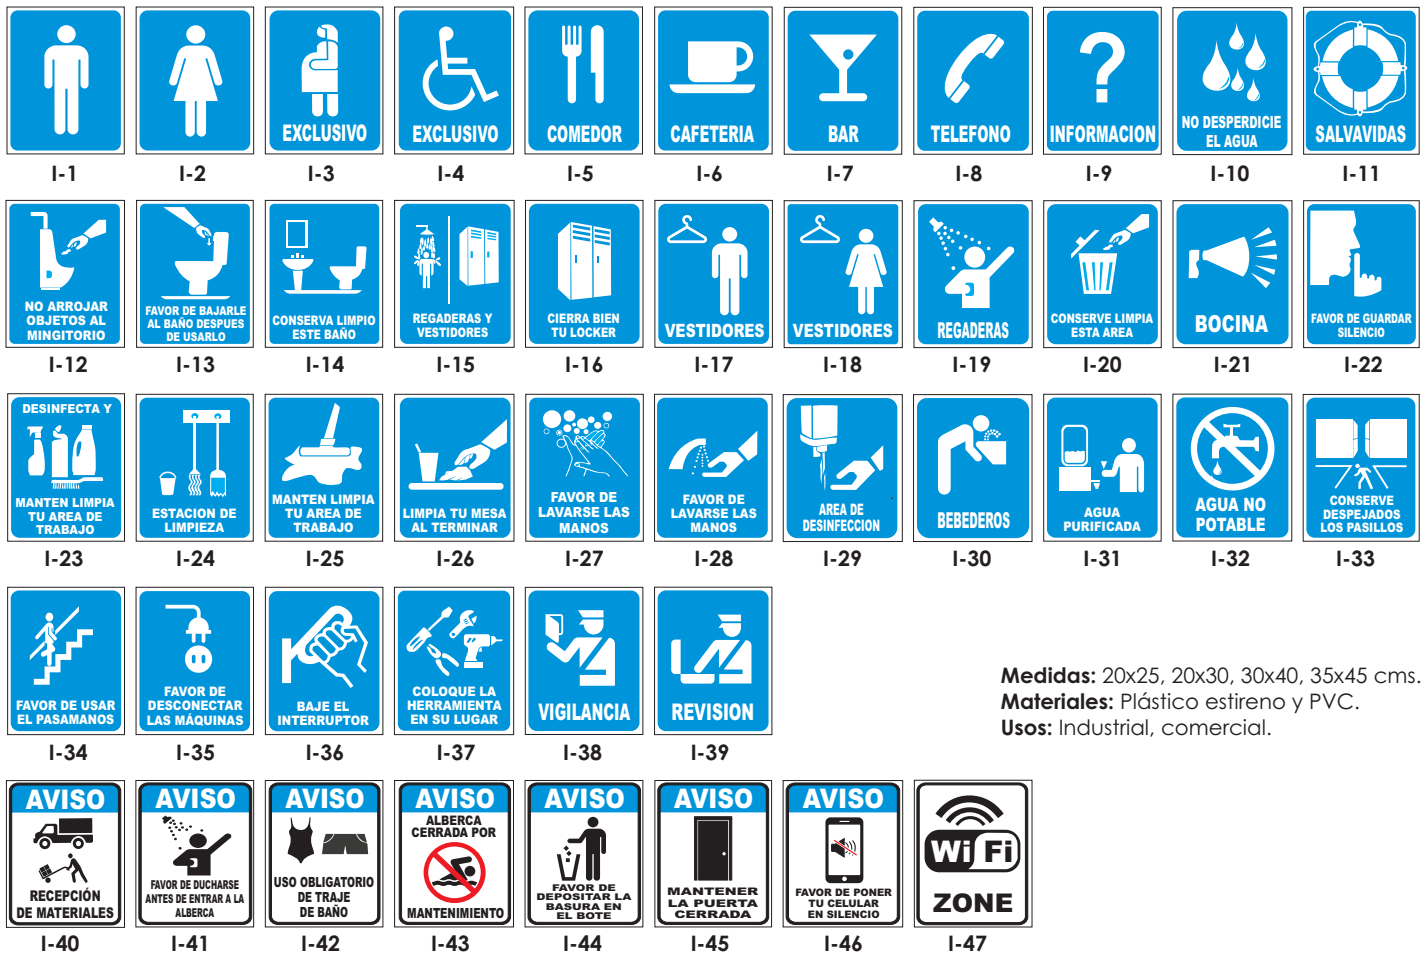 EXCLUSIVO
EXCLUSIVO
COMEDOR
CAFETERIA
BAR
TELEFONO
INFORMACION
NO DESPERDICIE
EL AGUA
SALVAVIDAS
I-1
I-2
I-3
I-4
I-5
I-6
I-7
I-8
I-9
I-10
I-11
NO ARROJAR
OBJETOS AL
MINGITORIO
FAVOR DE BAJARLE
AL BAÑO DESPUES
DE USARLO
CONSERVA LIMPIO
ESTE BAÑO
REGADERAS Y
VESTIDORES
CIERRA BIEN
TU LOCKER
VESTIDORES
VESTIDORES
REGADERAS
CONSERVE LIMPIA
ESTA AREA
BOCINA
FAVOR DE GUARDAR
SILENCIO
I-12
I-13
I-14
I-15
I-16
I-17
I-18
I-19
I-20
I-21
I-22
DESINFECTA Y
MANTEN LIMPIA
TU AREA DE
TRABAJO
ESTACION DE
LIMPIEZA
MANTEN LIMPIA
TU AREA DE
TRABAJO
LIMPIA TU MESA
AL TERMINAR
FAVOR DE
LAVARSE LAS
MANOS
FAVOR DE
LAVARSE LAS
MANOS
AREA DE
DESINFECCION
BEBEDEROS
AGUA
PURIFICADA
AGUA NO
POTABLE
CONSERVE
DESPEJADOS
LOS PASILLOS
I-23
I-24
I-25
I-26
I-27
I-28
I-29
I-30
I-31
I-32
I-33
FAVOR DE USAR
EL PASAMANOS
FAVOR DE
DESCONECTAR
LAS MÁQUINAS
BAJE EL
INTERRUPTOR
COLOQUE LA
HERRAMIENTA
EN SU LUGAR
VIGILANCIA
REVISION
I-34
I-35
I-36
I-37
I-38
I-39
Medidas: 20x25, 20x30, 30x40, 35x45 cms.
Materiales: Plástico estireno y PVC.
Usos: Industrial, comercial.
AVISO
RECEPCIÓN
DE MATERIALES
AVISO
FAVOR DE DUCHARSE
ANTES DE ENTRAR A LA
ALBERCA
AVISO
USO OBLIGATORIO
DE TRAJE
DE BAÑO
AVISO
ALBERCA
CERRADA POR
MANTENIMIENTO
AVISO
FAVOR DE
DEPOSITAR LA
BASURA EN
EL BOTE
AVISO
MANTENER
LA PUERTA
CERRADA
AVISO
FAVOR DE PONER
TU CELULAR
EN SILENCIO
Wi Fi
ZONE
I-40
I-41
I-42
I-43
I-44
I-45
I-46
I-47